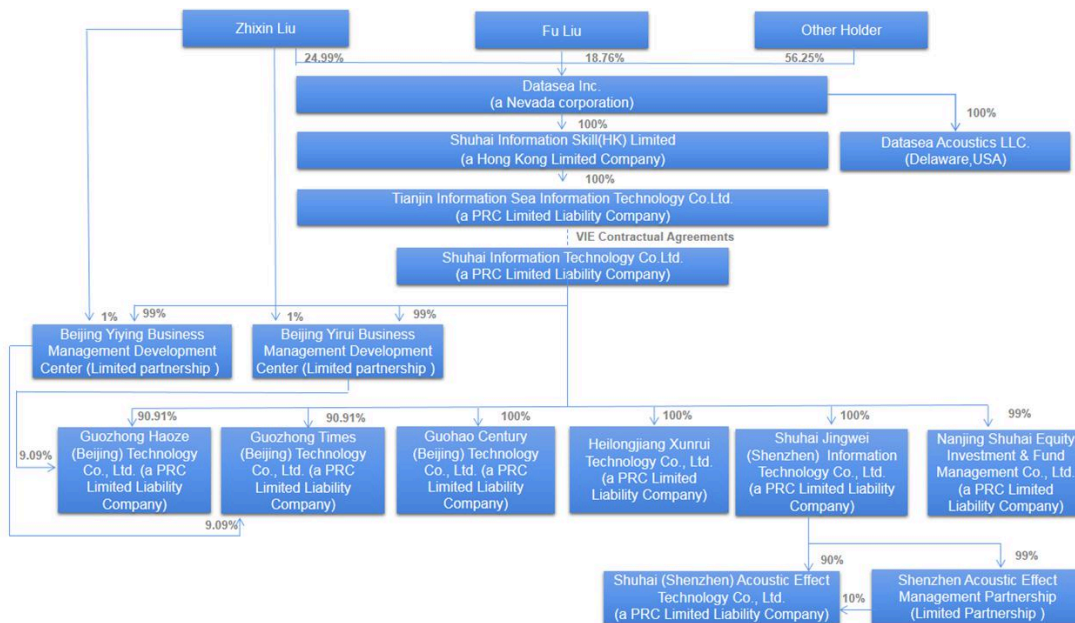 Zhixin Liu
Fu Liu
Other Holder
24.99%
18.76%
56.25%
Datasea Inc.
(a Nevada corporation)
100%
100%
Shuhai Information Skill(HK) Limited
(a Hong Kong Limited Company)
Datasea Acoustics LLC.
(Delaware,USA)
100%
Tianjin Information Sea Information Technology Co.Ltd.
(a PRC Limited Liability Company)
VIE Contractual Agreements
Shuhai Information Technology Co.Ltd.
(a PRC Limited Liability Company)
1%
99%
1%
99%
Beijing Yiying Business
Management Development
Center (Limited partnership )
Beijing Yirui Business
Management Development
Center (Limited partnership )
90.91%
90.91%
100%
100%
100%
99%
9.09%
Guozhong Haoze
(Beijing) Technology
Co., Ltd. (a PRC
Limited Liability
Company)
Guozhong Times
(Beijing) Technology
Co., Ltd. (a PRC
Limited Liability
Company)
Guohao Century
(Beijing) Technology
Co., Ltd. (a PRC
Limited Liability
Company)
Heilongjiang Xunrui
Technology Co., Ltd.
(a PRC Limited
Liability Company)
Shuhai Jingwei
(Shenzhen) Information
Technology Co., Ltd.
(a PRC Limited Liability
Company)
Nanjing Shuhai Equity
Investment & Fund
Management Co., Ltd.
(a PRC Limited
Liability Company)
9.09%
90%
99%
Shuhai (Shenzhen) Acoustic Effect
Technology Co., Ltd.
(a PRC Limited Liability Company)
10%
Shenzhen Acoustic Effect
Management Partnership
(Limited Partnership )